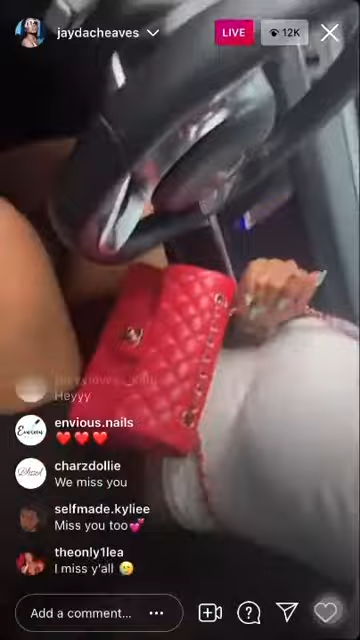 jaydacheaves
LIVE
12K
Heyyy
envious.nails
❤️❤️❤️
charzdollie
We miss you
selfmade.kyliee
Miss you too💕
theonly1lea
I miss y'all 😢
Add a comment...